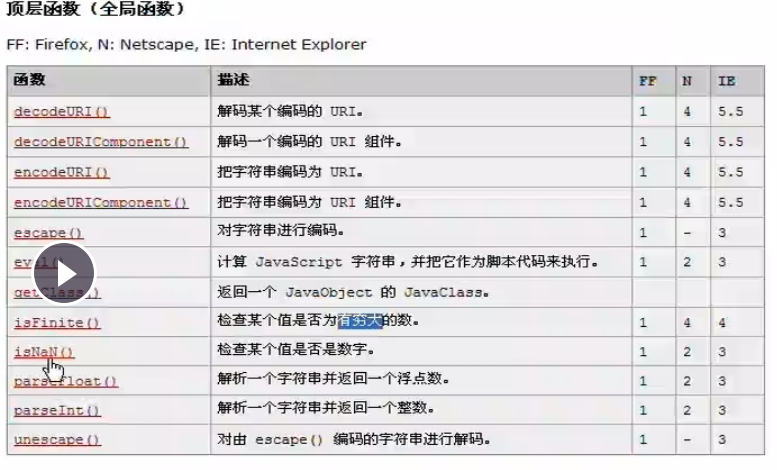 顶层函数（全局函数）
FF: Firefox, N: Netscape, IE: Internet Explorer
函数 描述 FF N IE
decodeURI() 解码某个编码的 URI。 1 4 5.5
decodeURIComponent() 解码一个编码的 URI 组件。 1 4 5.5
encodeURI() 把字符串编码为 URI。 1 4 5.5
encodeURIComponent() 把字符串编码为 URI 组件。 1 4 5.5
escape() 对字符串进行编码。 1 - 3
eval() 计算 JavaScript 字符串，并把它作为脚本代码来执行。 1 2 3
getClass() 返回一个 JavaObject 的 JavaClass。
isFinite() 检查某个值是否为有穷大的数。 1 4 4
isNaN() 检查某个值是否是数字。 1 2 3
parseFloat() 解析一个字符串并返回一个浮点数。 1 2 3
parseInt() 解析一个字符串并返回一个整数。 1 2 3
unescape() 对由 escape() 编码的字符串进行解码。 1 - 3